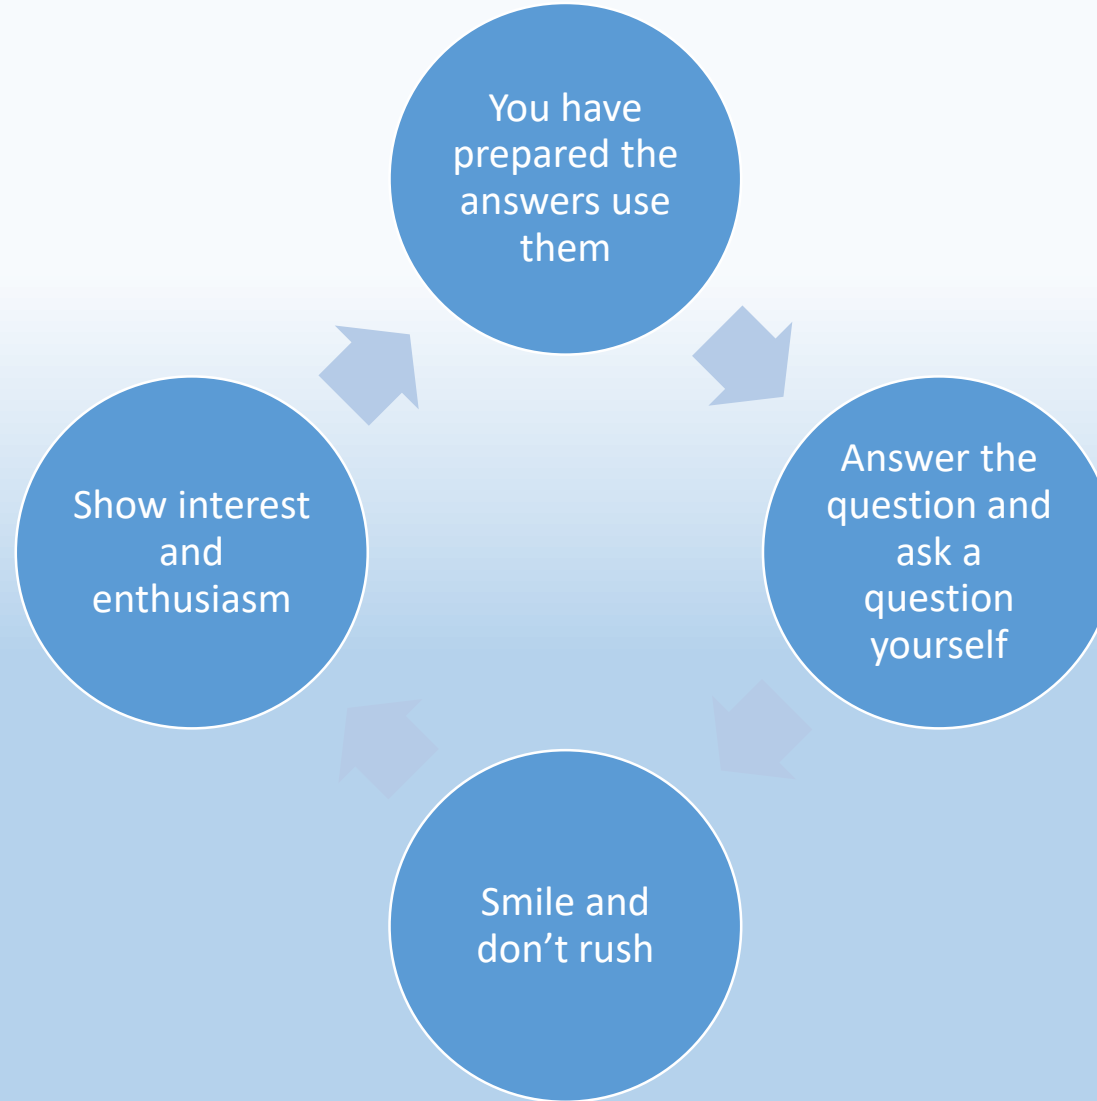 You have
prepared the
answers use
them
Answer the
question and
ask a
question
yourself
Smile and
don’t rush
Show interest
and
enthusiasm